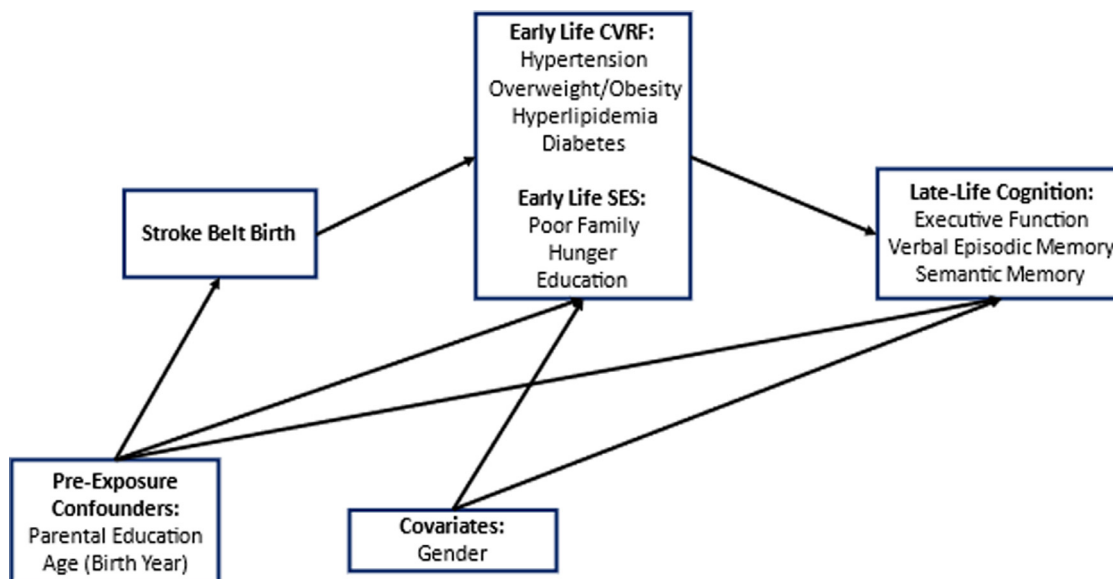 Early Life CVRF:
Hypertension
Overweight/Obesity
Hyperlipidemia
Diabetes
Early Life SES:
Poor Family
Hunger
Education
Stroke Belt Birth
Late-Life Cognition:
Executive Function
Verbal Episodic Memory
Semantic Memory
Pre-Exposure
Confounders:
Parental Education
Age (Birth Year)
Covariates:
Gender